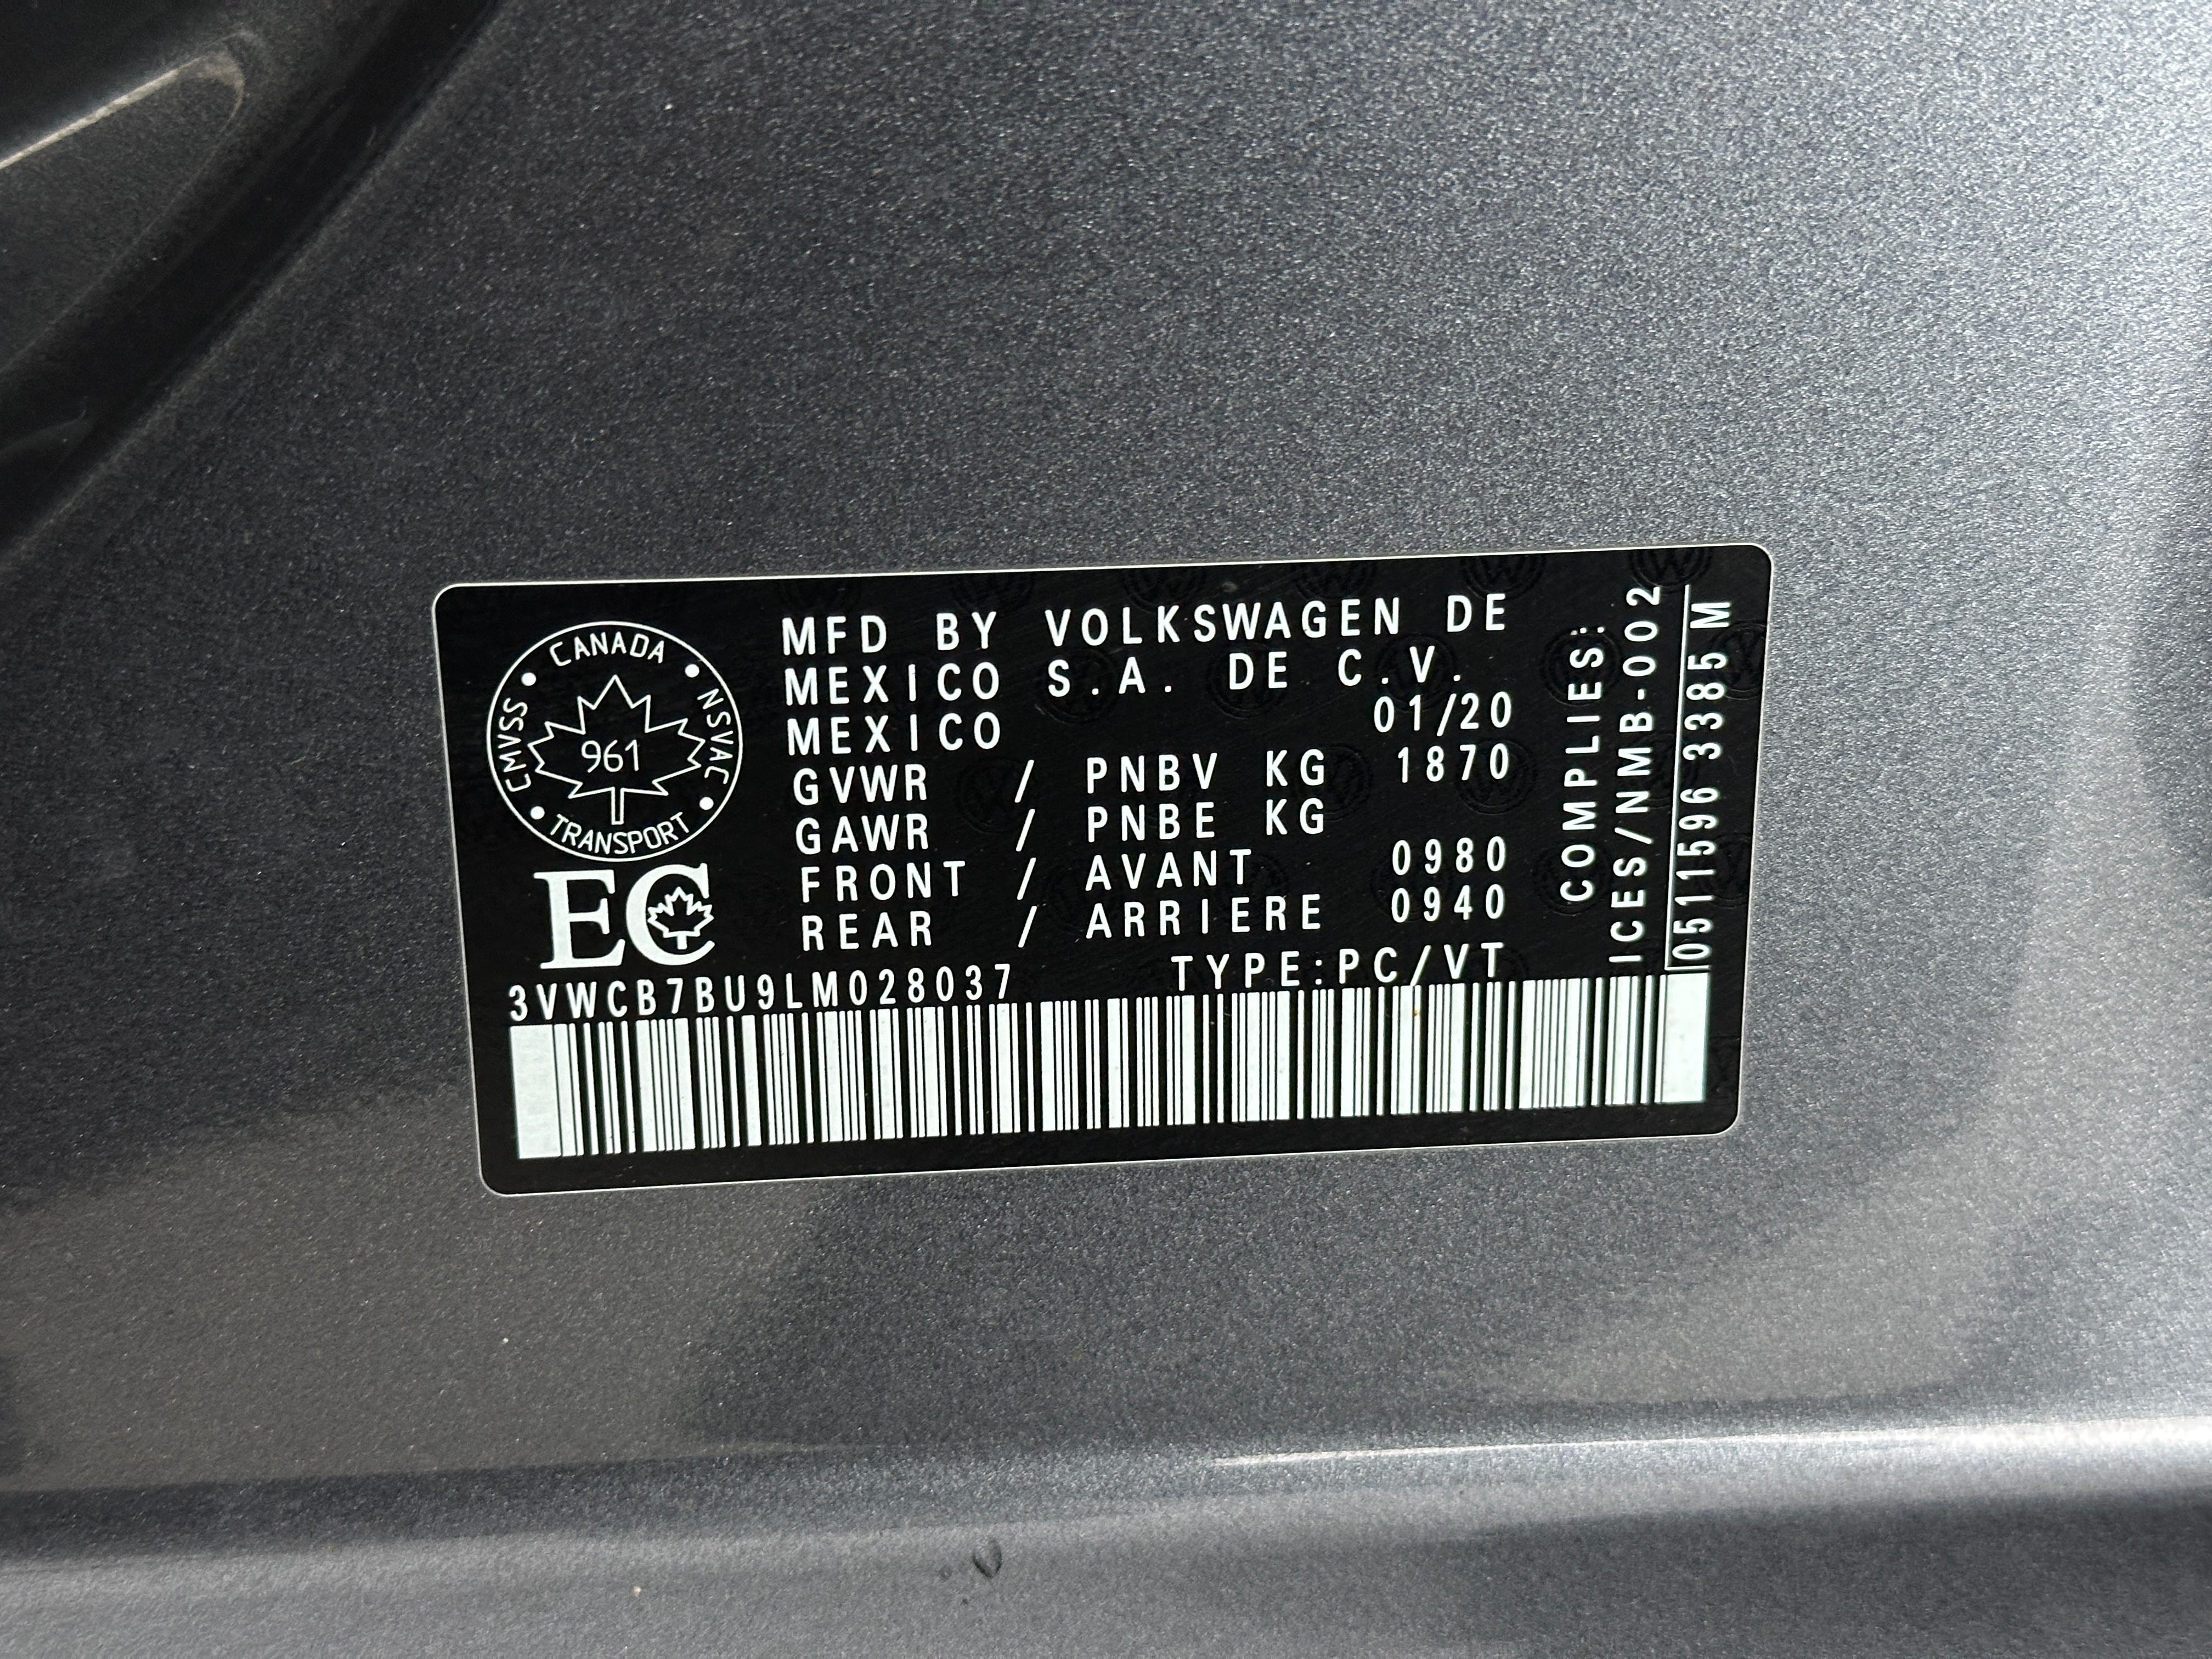 CANADA
CMVSS
NSVAC
961
TRANSPORT
EC
MFD BY VOLKSWAGEN DE
MEXICO S.A. DE C.V.
MEXICO 01/20
GVWR / PNBV KG 1870
GAWR / PNBE KG
FRONT / AVANT 0980
REAR / ARRIERE 0940
3VWCB7BU9LM028037 TYPE:PC/VT
COMPLIES:
ICES/NMB-002
0511596 3385 M